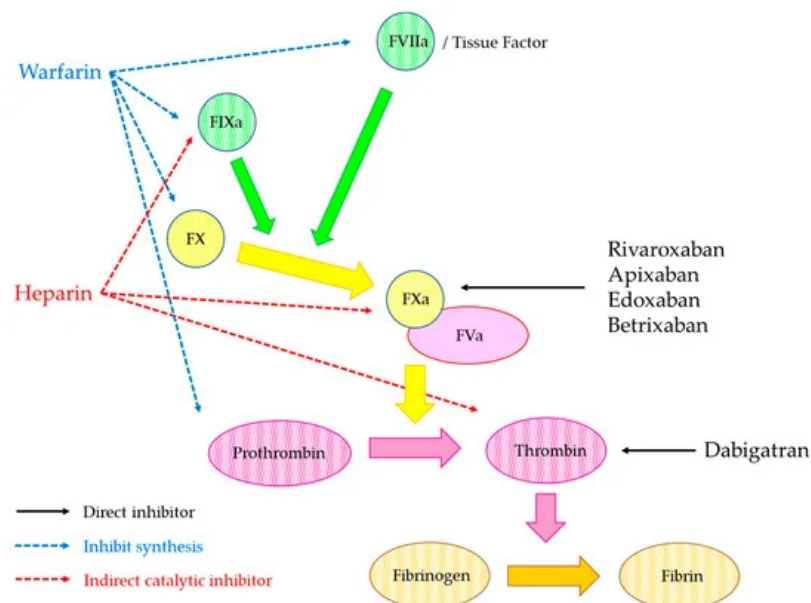 FVIIa / Tissue Factor
Warfarin
FIXa
FX
Rivaroxaban
Apixaban
Edoxaban
Betrixaban
Heparin
FXa
FVa
Prothrombin
Thrombin
Dabigatran
Direct inhibitor
Inhibit synthesis
Indirect catalytic inhibitor
Fibrinogen
Fibrin